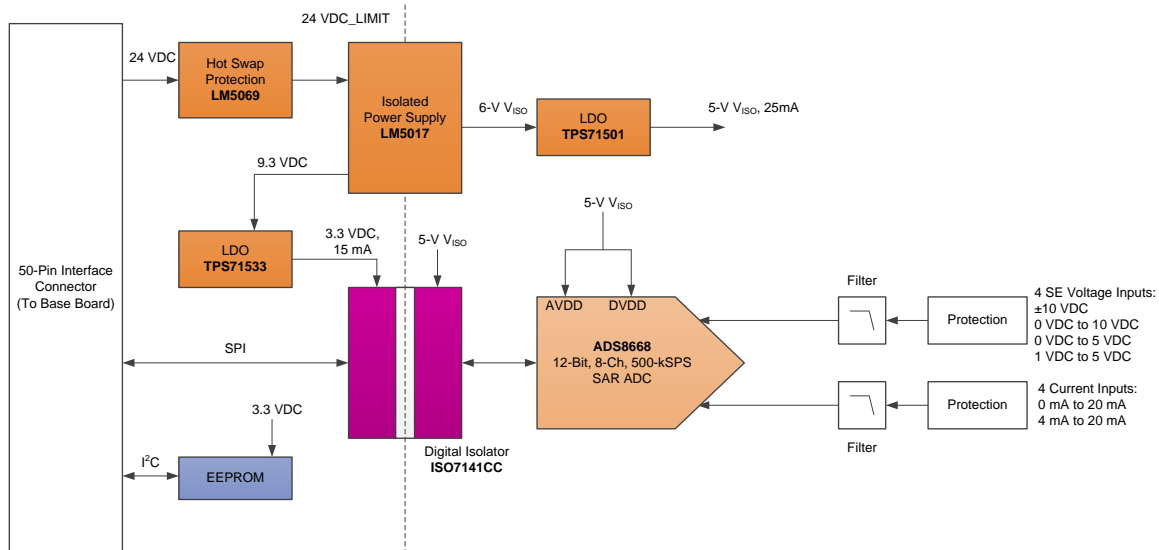 24 VDC_LIMIT
24 VDC
Hot Swap
Protection
LM5069
Isolated
Power Supply
LM5017
6-V VISO
LDO
TPS71501
5-V VISO, 25mA
9.3 VDC
LDO
TPS71533
3.3 VDC,
15 mA
5-V VISO
5-V VISO
50-Pin Interface
Connector
(To Base Board)
AVDD
DVDD
ADS8668
12-Bit, 8-Ch, 500-kSPS
SAR ADC
Filter
Protection
4 SE Voltage Inputs:
±10 VDC
0 VDC to 10 VDC
0 VDC to 5 VDC
1 VDC to 5 VDC
SPI
Filter
Protection
4 Current Inputs:
0 mA to 20 mA
4 mA to 20 mA
3.3 VDC
Digital Isolator
ISO7141CC
I2C
EEPROM